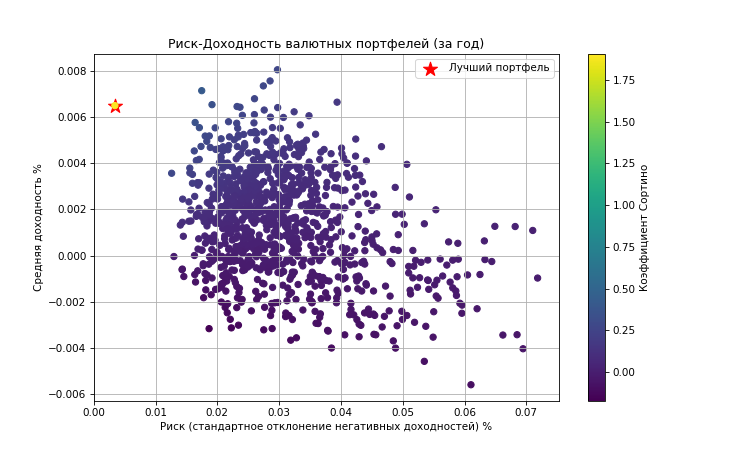 Риск-Доходность валютных портфелей (за год)
Лучший портфель
0.008
0.006
0.004
0.002
0.000
−0.002
−0.004
−0.006
Средняя доходность %
0.00 0.01 0.02 0.03 0.04 0.05 0.06 0.07
Риск (стандартное отклонение негативных доходностей) %
1.75
1.50
1.25
1.00
0.75
0.50
0.25
0.00
Коэффициент Сортино